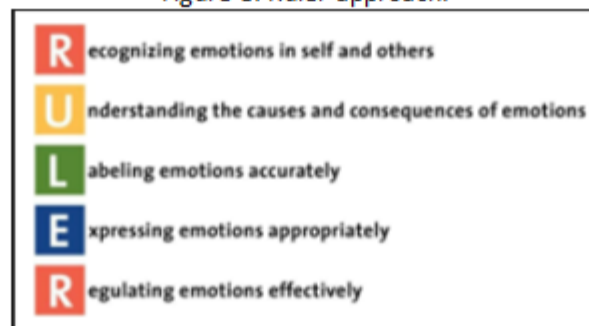 Recognizing emotions in self and others
Understanding the causes and consequences of emotions
Labeling emotions accurately
Expressing emotions appropriately
Regulating emotions effectively